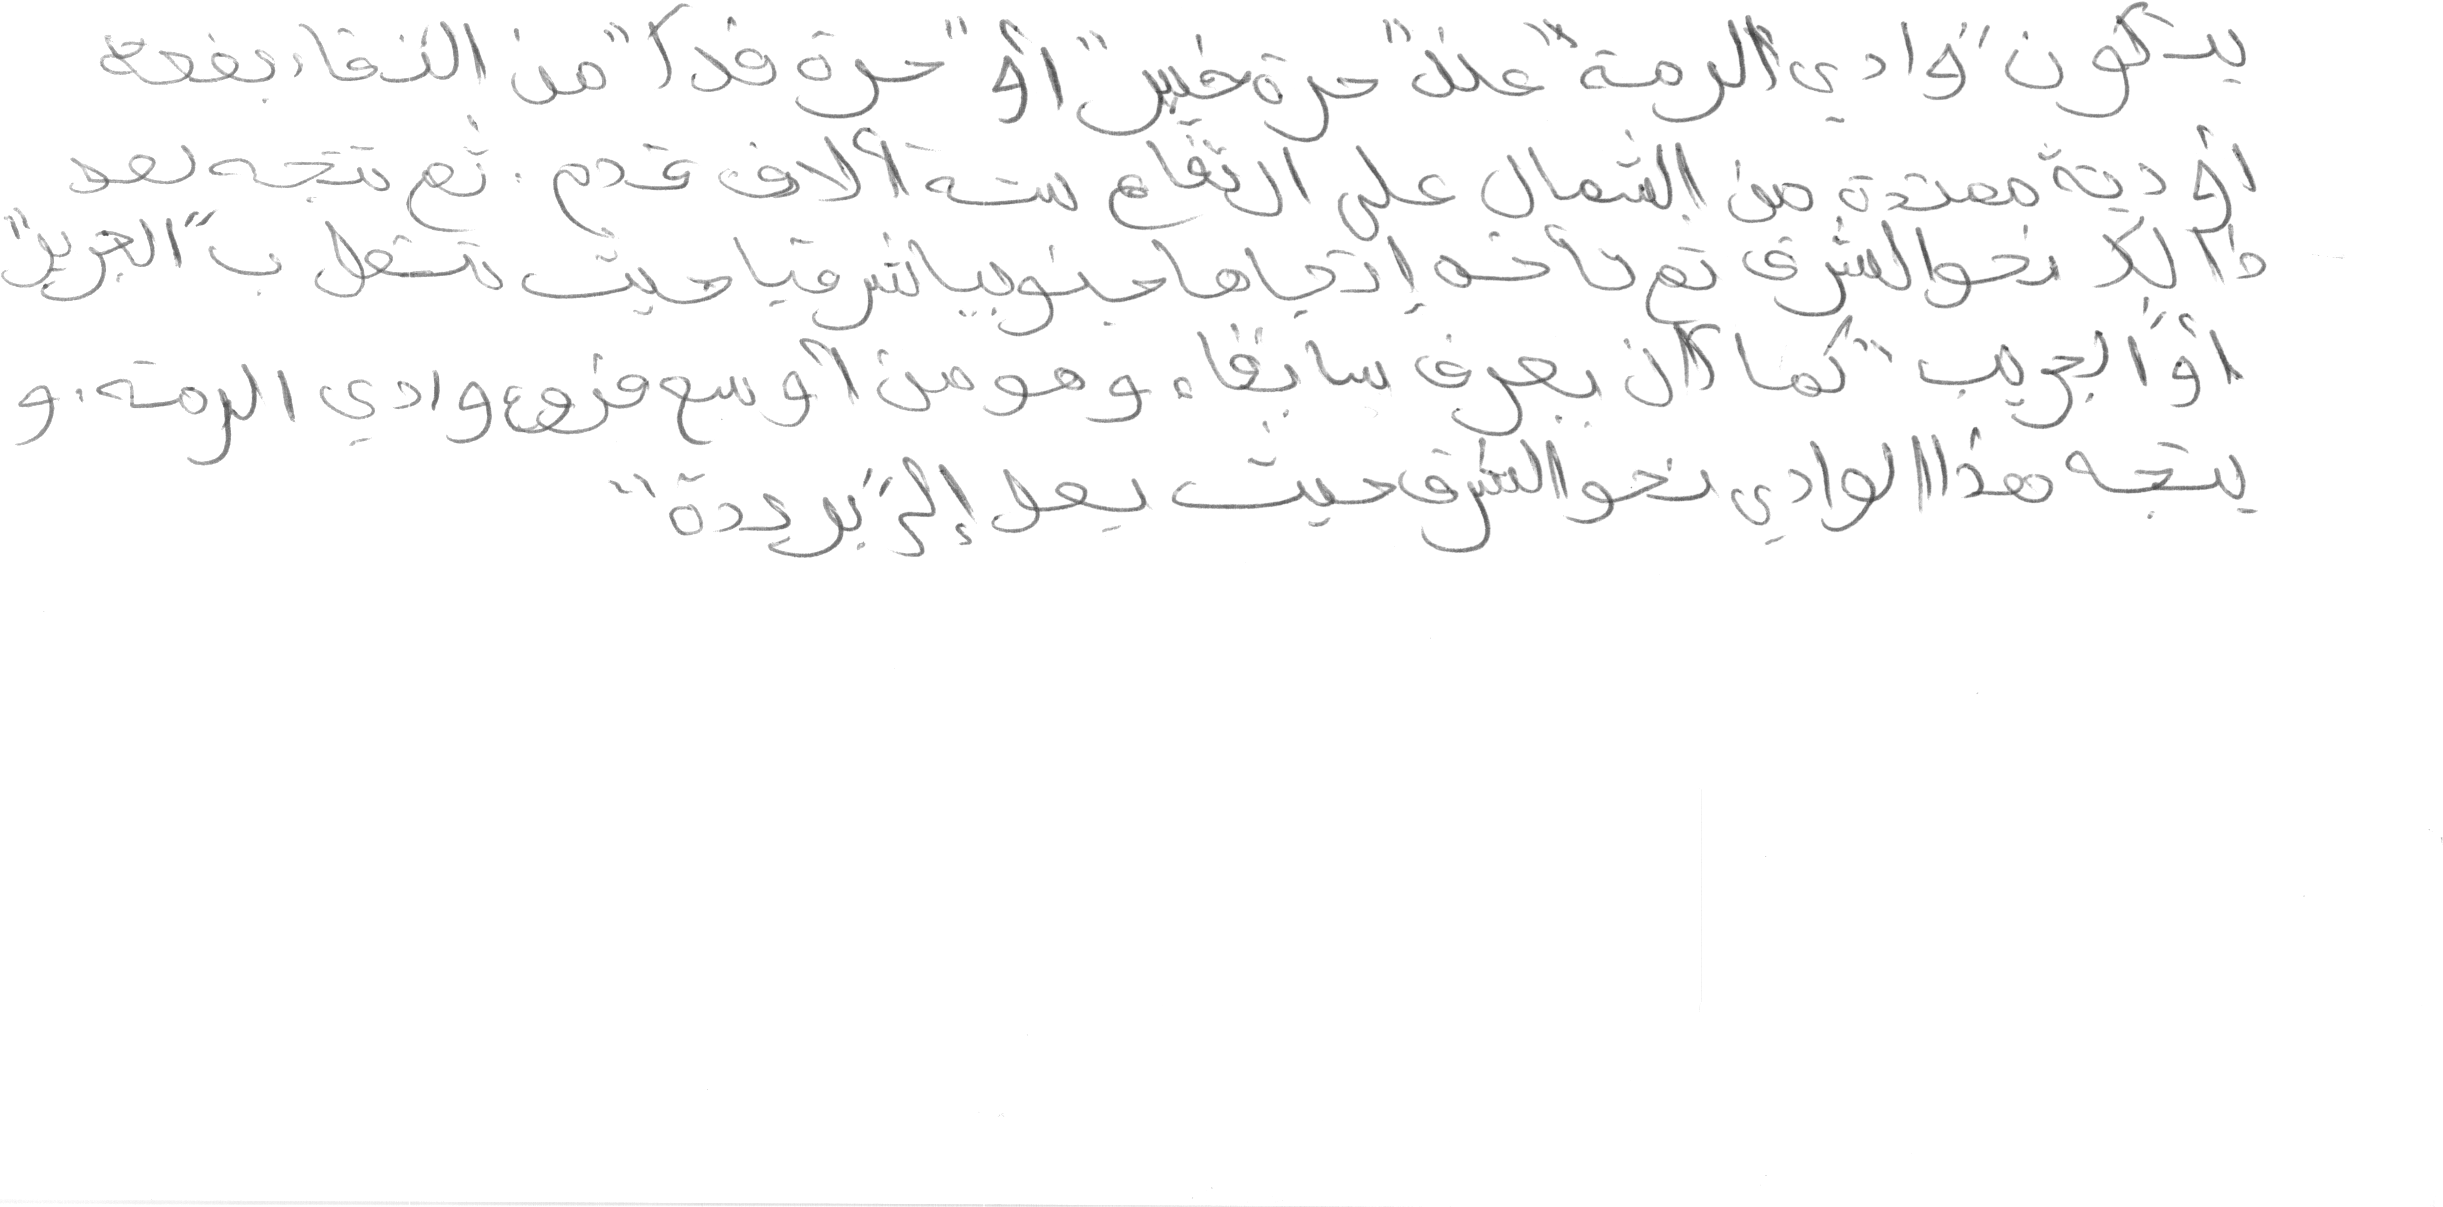 يتكون "وادي الرمة" عند "حرة خيبر" أو "حرة فدك" من التقاء بضعة
أودية ممتدة من الشمال على ارتفاع ستة آلاف قدم. ثم تتجه بعد
ذالك نحو الشرق ثم تأخذ إتجاها جنوبيا شرقيا حيث تتصل ب "الجرير"
أو "الجريب" كما كان يعرف سابقا، وهو من أوسع فروع وادي الرمة، و
يتجه هذا الوادي نحو الشرق حيث يصل إلى "بريدة"